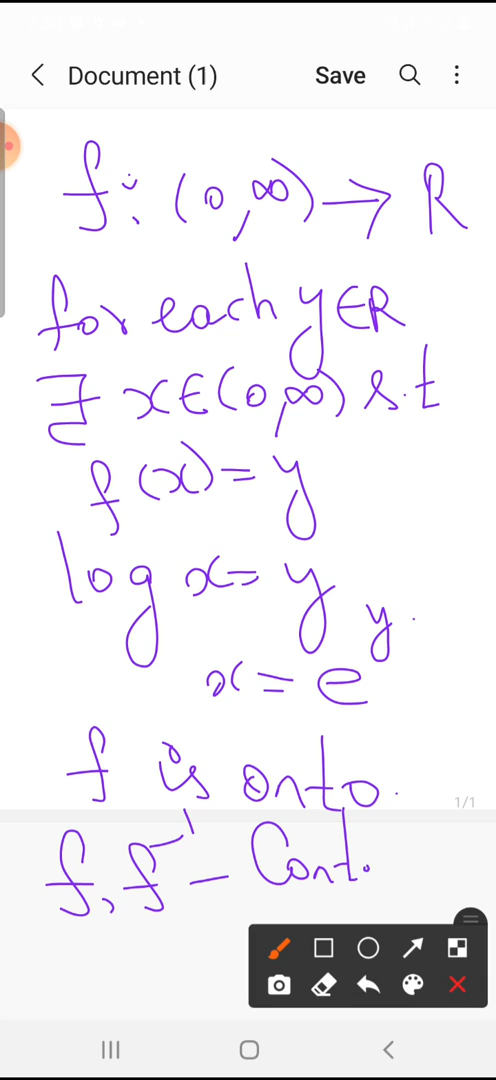 Document (1) Save
f: (0,∞) → R
for each y∈R
∃ x∈(0,∞) s.t
f(x)=y
log x=y
x=e^y.
f is onto.
1/1
f, f^-1 - Cont.